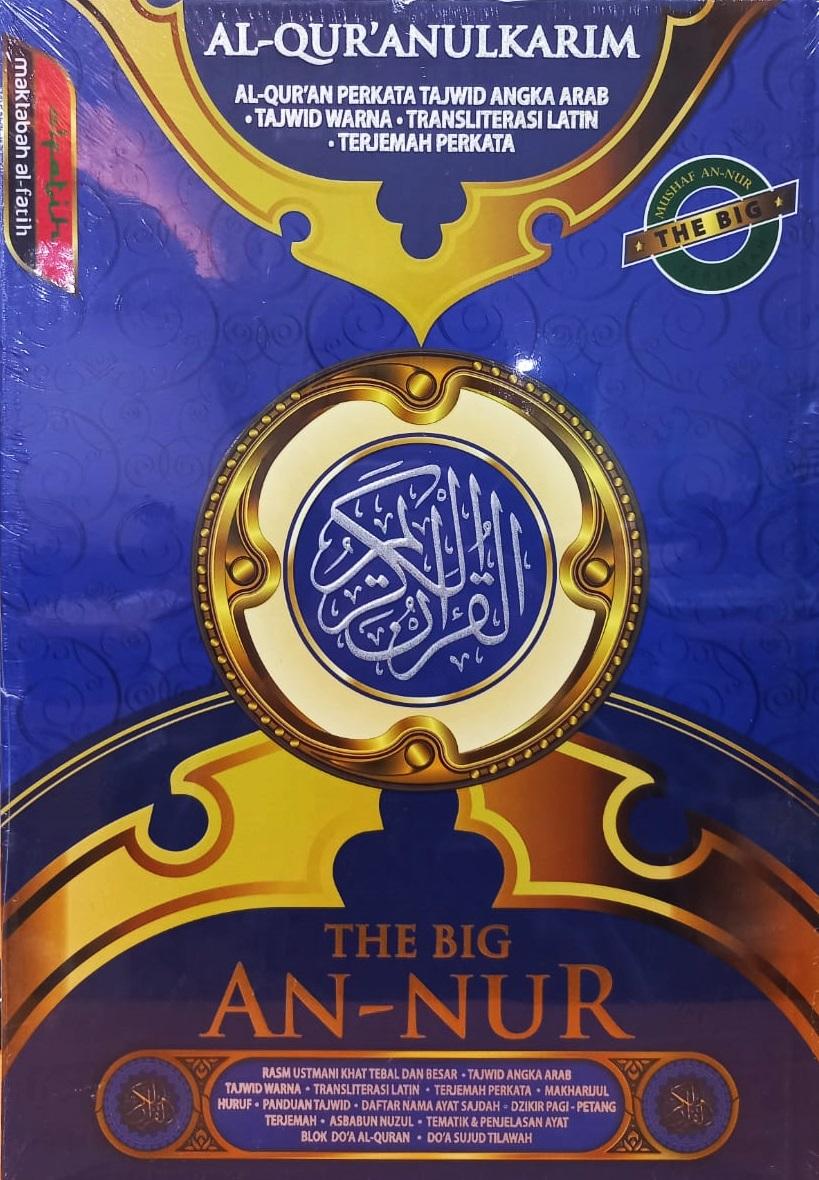 AL-QUR'ANULKARIM
AL-QUR'AN PERKATA TAJWID ANGKA ARAB
• TAJWID WARNA • TRANSLITERASI LATIN
• TERJEMAH PERKATA
maktabah al-fatih
MUSHAF AN-NUR
THE BIG
القرآن الكريم
THE BIG
AN-NUR
RASM USTMANI KHAT TEBAL DAN BESAR • TAJWID ANGKA ARAB
TAJWID WARNA • TRANSLITERASI LATIN • TERJEMAH PERKATA • MAKHARIJUL
HURUF • PANDUAN TAJWID • DAFTAR NAMA AYAT SAJDAH • DZIKIR PAGI - PETANG
TERJEMAH • ASBABUN NUZUL • TEMATIK & PENJELASAN AYAT
BLOK DO'A AL-QURAN • DO'A SUJUD TILAWAH